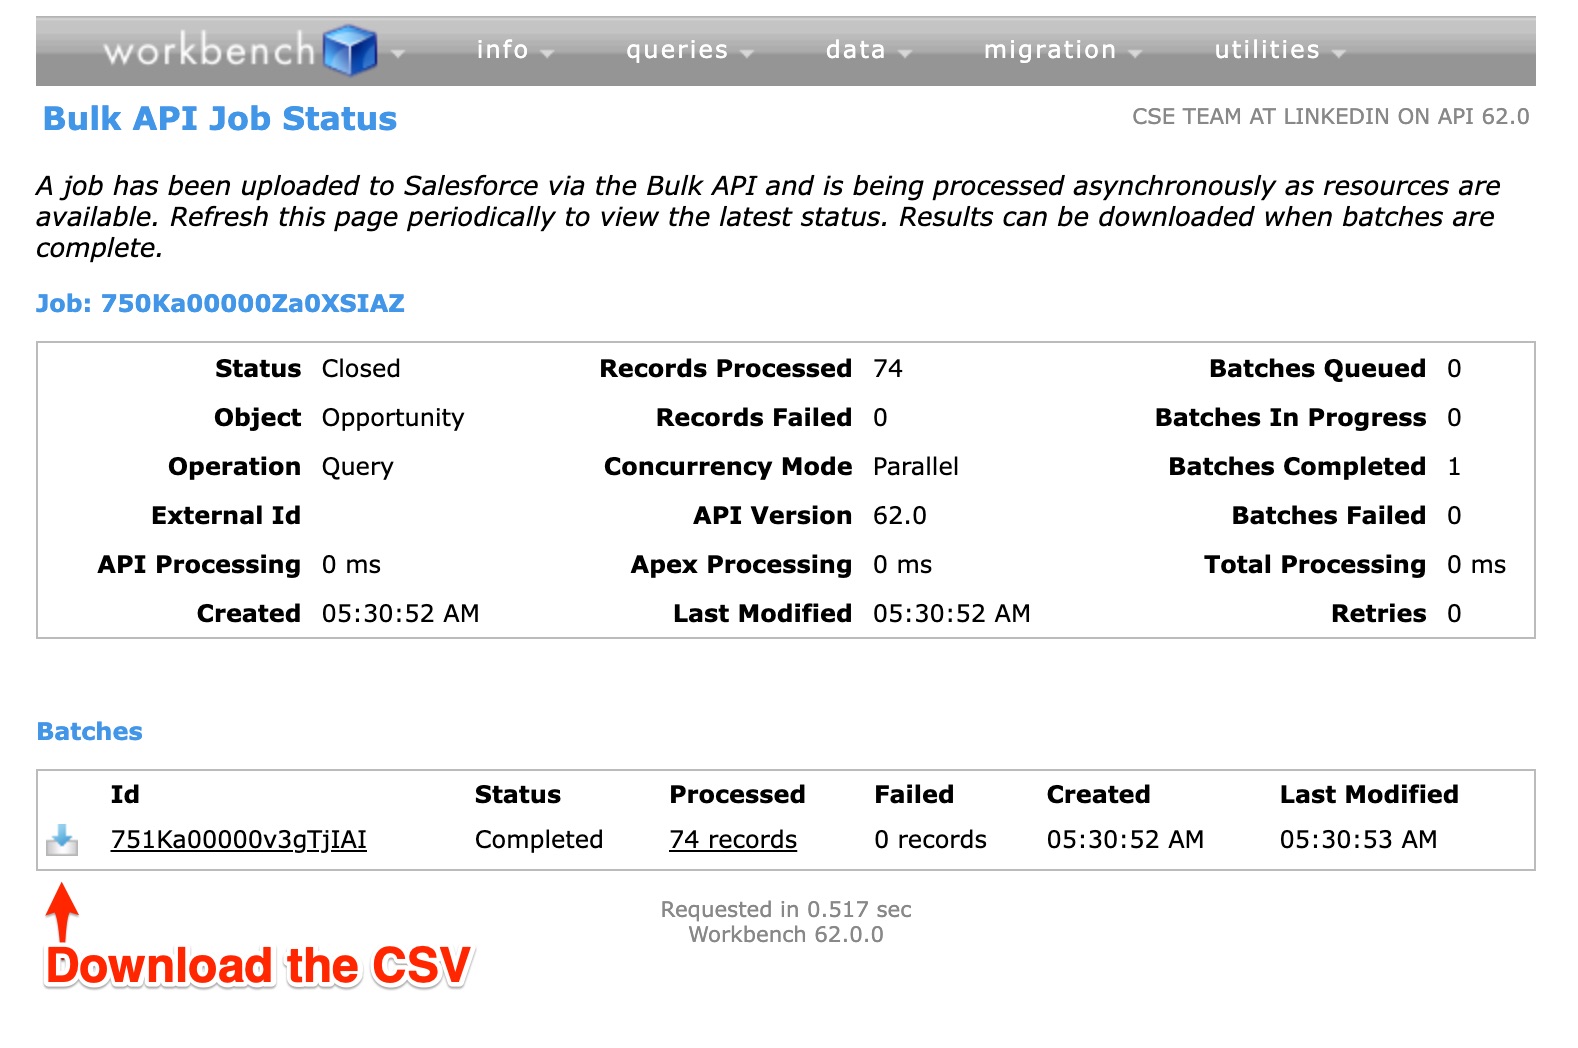 workbench info queries data migration utilities
Bulk API Job Status CSE TEAM AT LINKEDIN ON API 62.0
A job has been uploaded to Salesforce via the Bulk API and is being processed asynchronously as resources are
available. Refresh this page periodically to view the latest status. Results can be downloaded when batches are
complete.
Job: 750Ka00000Za0XSIAZ
Status Closed Records Processed 74 Batches Queued 0
Object Opportunity Records Failed 0 Batches In Progress 0
Operation Query Concurrency Mode Parallel Batches Completed 1
External Id API Version 62.0 Batches Failed 0
API Processing 0 ms Apex Processing 0 ms Total Processing 0 ms
Created 05:30:52 AM Last Modified 05:30:52 AM Retries 0
Batches
Id Status Processed Failed Created Last Modified
751Ka00000v3gTjIAI Completed 74 records 0 records 05:30:52 AM 05:30:53 AM
Requested in 0.517 sec
Workbench 62.0.0
Download the CSV